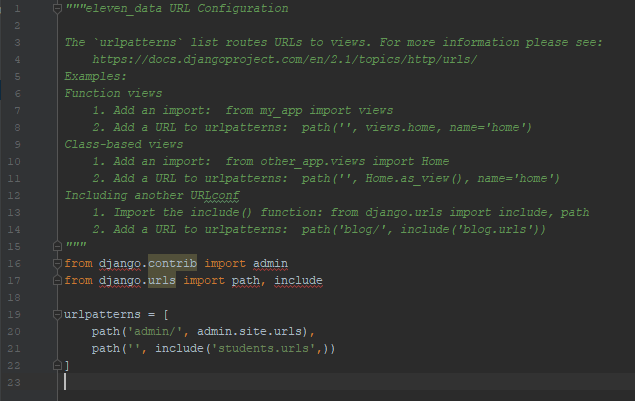 1 """eleven_data URL Configuration
2
3 The `urlpatterns` list routes URLs to views. For more information please see:
4     https://docs.djangoproject.com/en/2.1/topics/http/urls/
5 Examples:
6 Function views
7     1. Add an import:  from my_app import views
8     2. Add a URL to urlpatterns:  path('', views.home, name='home')
9 Class-based views
10     1. Add an import:  from other_app.views import Home
11     2. Add a URL to urlpatterns:  path('', Home.as_view(), name='home')
12 Including another URLconf
13     1. Import the include() function: from django.urls import include, path
14     2. Add a URL to urlpatterns:  path('blog/', include('blog.urls'))
15 """
16 from django.contrib import admin
17 from django.urls import path, include
18
19 urlpatterns = [
20     path('admin/', admin.site.urls),
21     path('', include('students.urls',))
22 ]
23